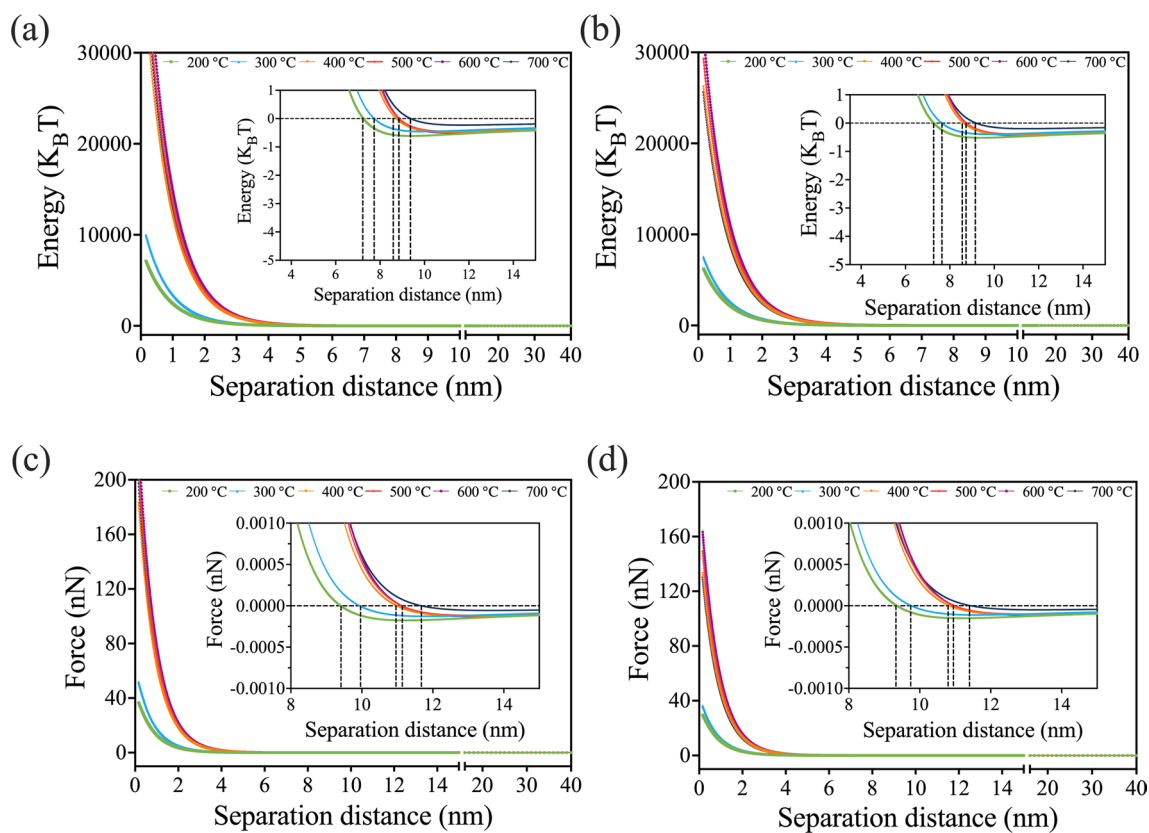 (a)
(b)
30000
20000
10000
0
Energy (K_BT)
200 °C 300 °C 400 °C 500 °C 600 °C 700 °C
1
0
-1
-2
-3
-4
-5
Energy (K_BT)
4 6 8 10 12 14
Separation distance (nm)
0 1 2 3 4 5 6 7 8 9 10 20 30 40
Separation distance (nm)
30000
20000
10000
0
Energy (K_BT)
200 °C 300 °C 400 °C 500 °C 600 °C 700 °C
1
0
-1
-2
-3
-4
-5
Energy (K_BT)
4 6 8 10 12 14
Separation distance (nm)
0 1 2 3 4 5 6 7 8 9 10 20 30 40
Separation distance (nm)
(c)
(d)
200
160
120
80
40
0
Force (nN)
200 °C 300 °C 400 °C 500 °C 600 °C 700 °C
0.0010
0.0005
0.0000
-0.0005
-0.0010
Force (nN)
8 10 12 14
Separation distance (nm)
0 2 4 6 8 10 12 14 20 30 40
Separation distance (nm)
200
160
120
80
40
0
Force (nN)
200 °C 300 °C 400 °C 500 °C 600 °C 700 °C
0.0010
0.0005
0.0000
-0.0005
-0.0010
Force (nN)
8 10 12 14
Separation distance (nm)
0 2 4 6 8 10 12 14 20 30 40
Separation distance (nm)